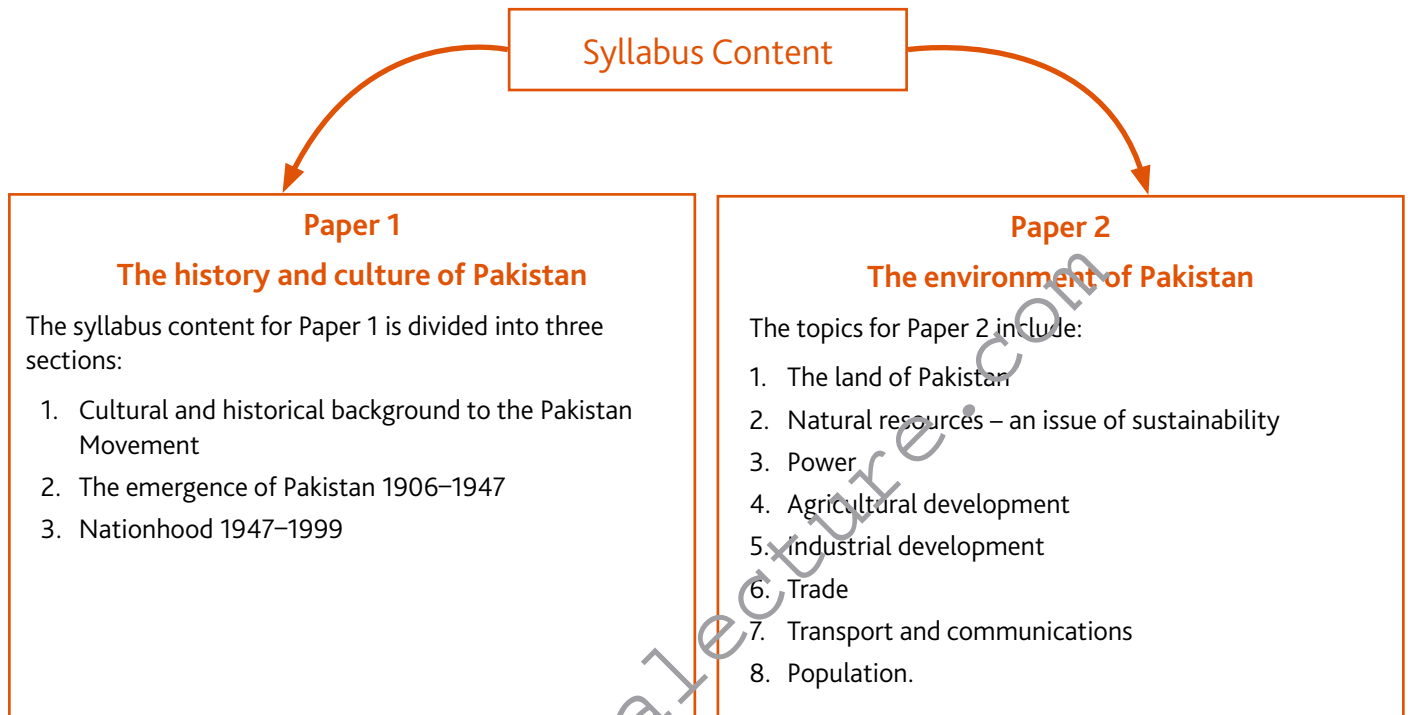 Syllabus Content
Paper 1
The history and culture of Pakistan
The syllabus content for Paper 1 is divided into three
sections:
1. Cultural and historical background to the Pakistan
Movement
2. The emergence of Pakistan 1906–1947
3. Nationhood 1947–1999
Paper 2
The environment of Pakistan
The topics for Paper 2 include:
1. The land of Pakistan
2. Natural resources – an issue of sustainability
3. Power
4. Agricultural development
5. Industrial development
6. Trade
7. Transport and communications
8. Population.
alecture.com